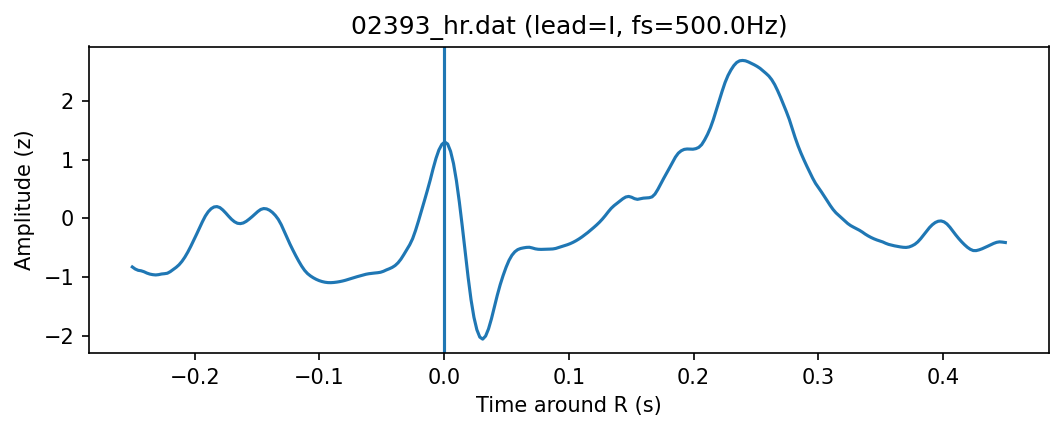 02393_hr.dat (lead=I, fs=500.0Hz)
Amplitude (z)
2
1
0
−1
−2
−0.2 −0.1 0.0 0.1 0.2 0.3 0.4
Time around R (s)